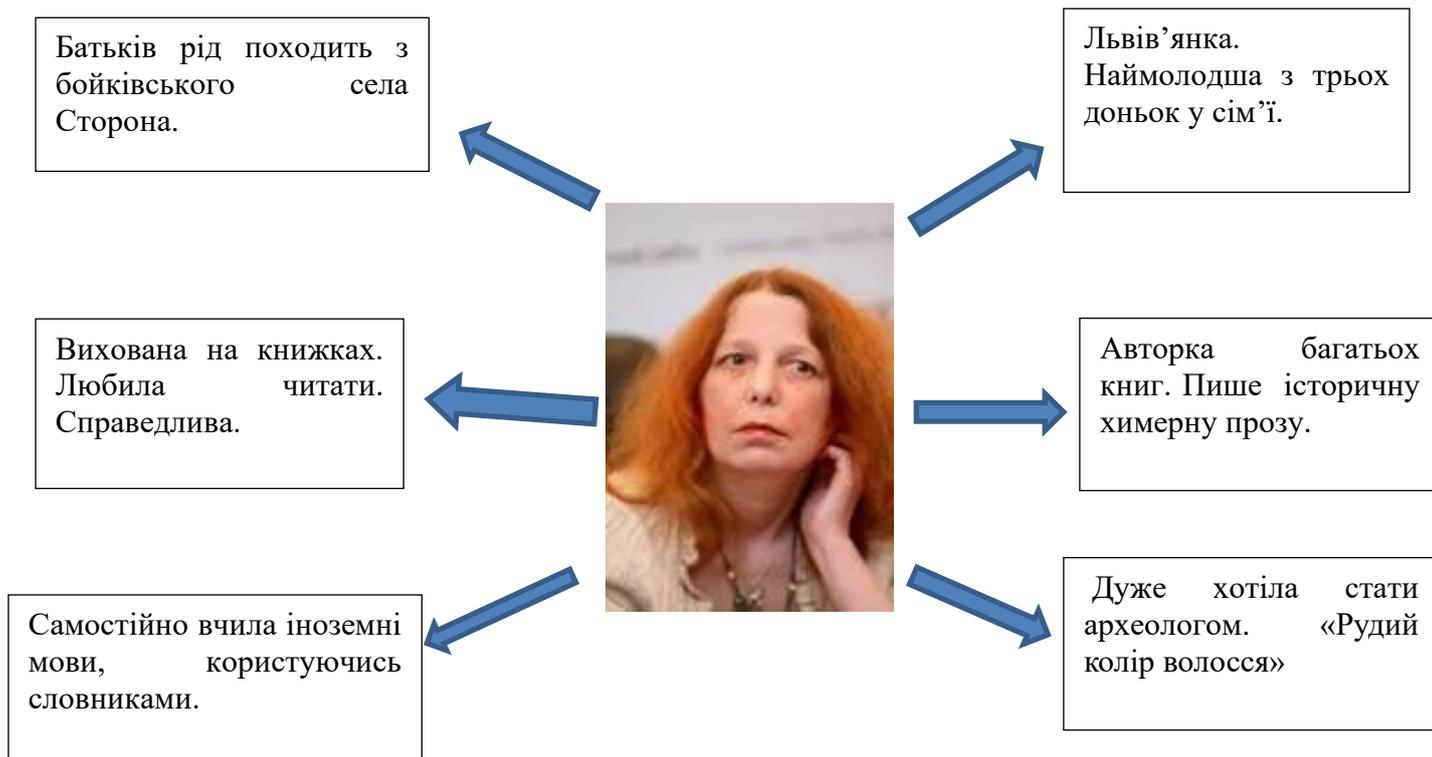 Батьків рід походить з
бойківського села
Сторона.
Львів’янка.
Наймолодша з трьох
доньок у сім’ї.
Вихована на книжках.
Любила читати.
Справедлива.
Авторка багатьох
книг. Пише історичну
химерну прозу.
Самостійно вчила іноземні
мови, користуючись
словниками.
Дуже хотіла стати
археологом. «Рудий
колір волосся»